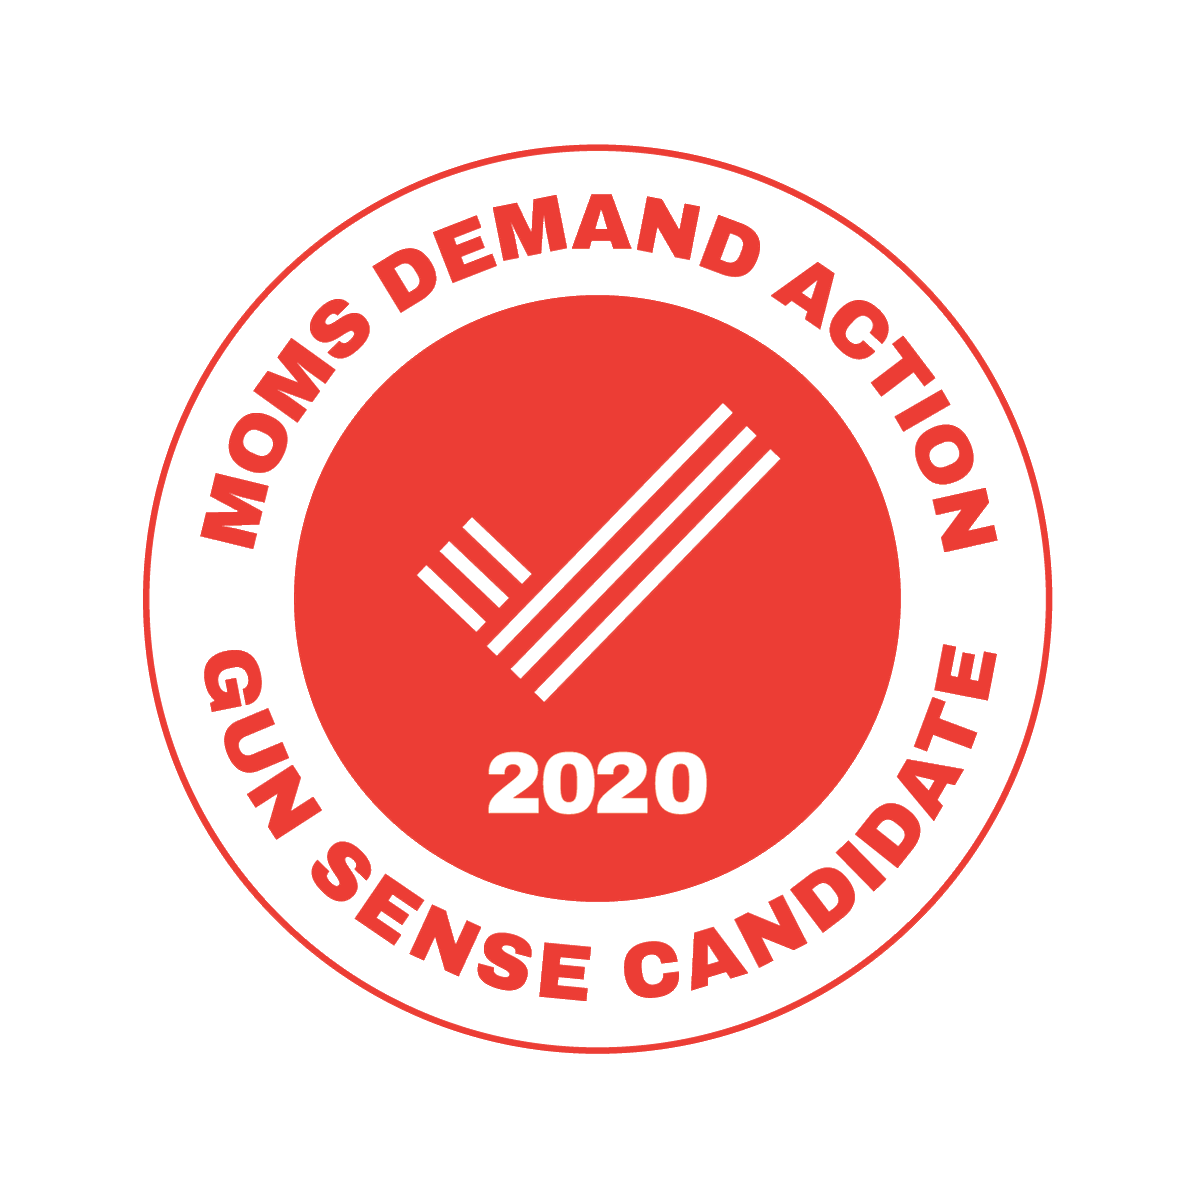 MOMS DEMAND ACTION
2020
GUN SENSE CANDIDATE